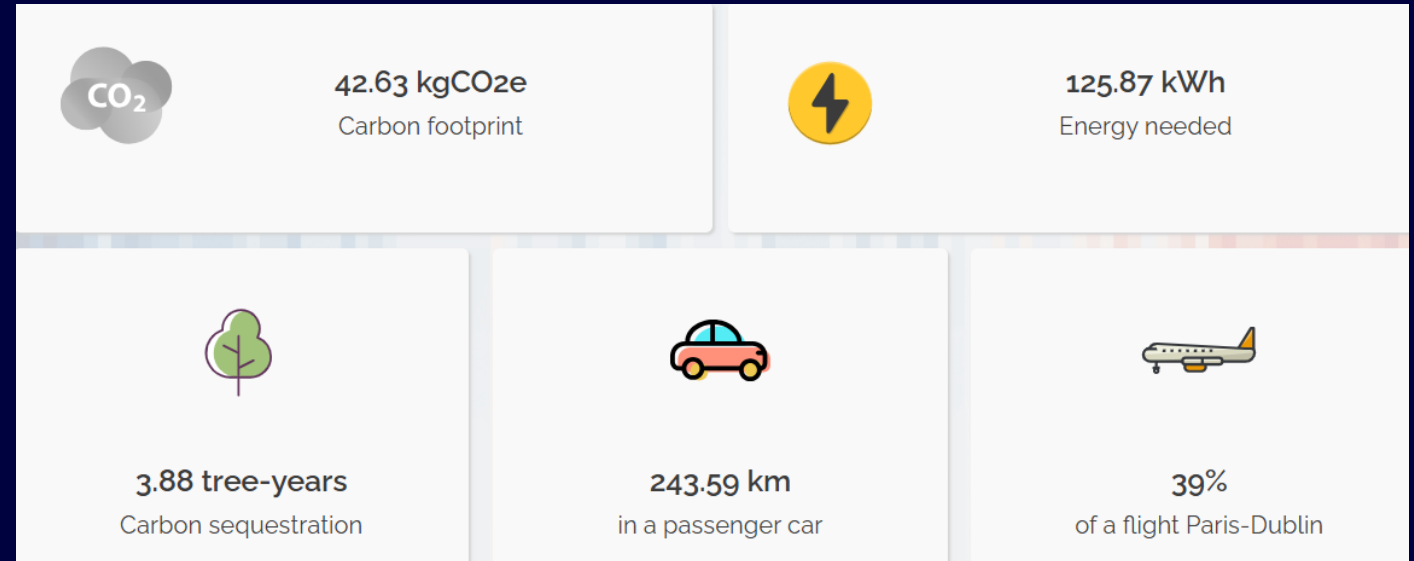 CO₂
42.63 kgCO2e
Carbon footprint
125.87 kWh
Energy needed
3.88 tree-years
Carbon sequestration
243.59 km
in a passenger car
39%
of a flight Paris-Dublin